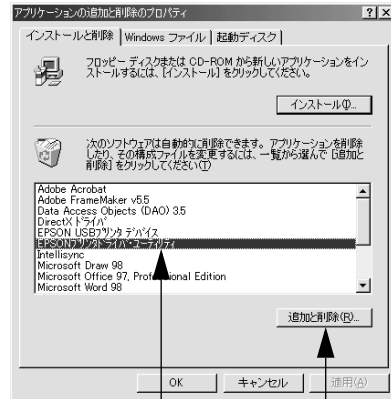 アプリケーションの追加と削除のプロパティ
インストールと削除
Windows ファイル
起動ディスク
フロッピー ディスクまたは CD-ROM から新しいアプリケーションをイン
ストールするには、[インストール] をクリックしてください。
インストール(I)...
次のソフトウェアは自動的に削除できます。アプリケーションを削除
したり、その構成ファイルを変更するには、一覧から選んで [追加と
削除] をクリックしてください(T)
Adobe Acrobat
Adobe FrameMaker v5.5
Data Access Objects (DAO) 3.5
DirectX ドライバ
EPSON USBプリンタ デバイス
EPSONプリンタドライバ・ユーティリティ
Intellisync
Microsoft Draw 98
Microsoft Office 97, Professional Edition
Microsoft Word 98
追加と削除(R)...
OK
キャンセル
適用(A)